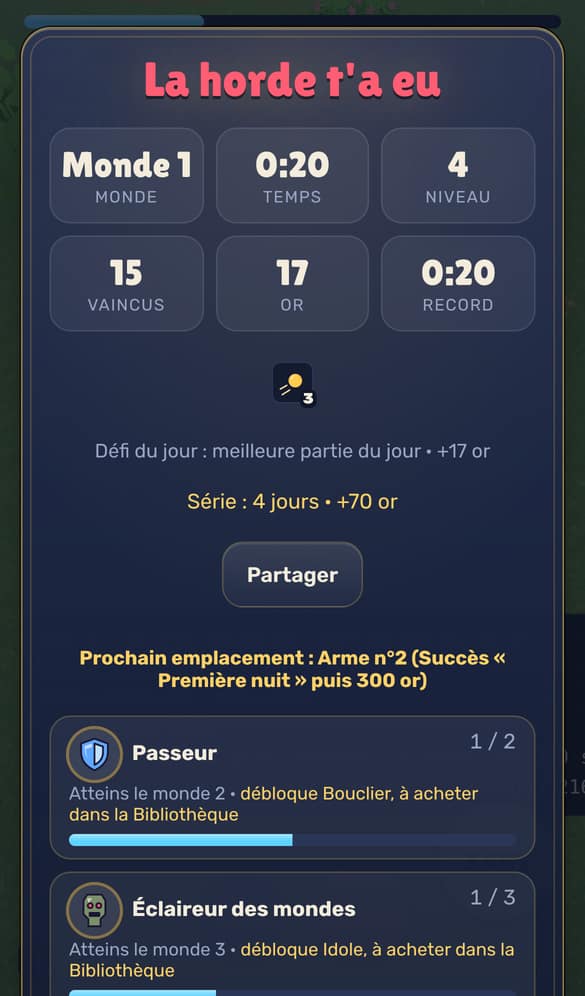 La horde t'a eu
Monde 1
MONDE
0:20
TEMPS
4
NIVEAU
15
VAINCUS
17
OR
0:20
RECORD
3
Défi du jour : meilleure partie du jour • +17 or
Série : 4 jours • +70 or
Partager
Prochain emplacement : Arme n°2 (Succès «
Première nuit » puis 300 or)
Passeur
1 / 2
Atteins le monde 2 • débloque Bouclier, à acheter
dans la Bibliothèque
Éclaireur des mondes
1 / 3
Atteins le monde 3 • débloque Idole, à acheter dans la
Bibliothèque